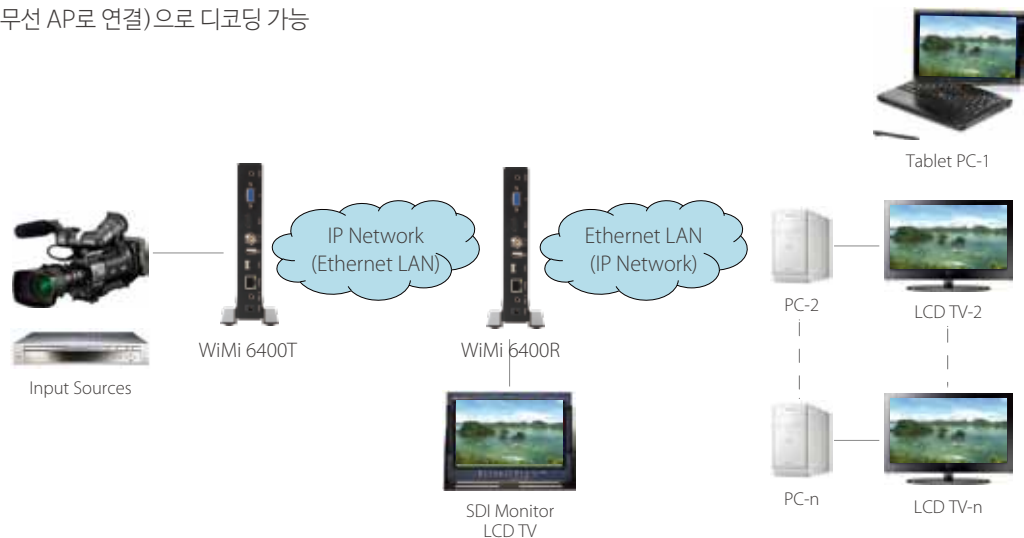 무선 AP로 연결)으로 디코딩 가능
Tablet PC-1
IP Network
(Ethernet LAN)
Ethernet LAN
(IP Network)
PC-2
LCD TV-2
WiMi 6400T
WiMi 6400R
Input Sources
PC-n
LCD TV-n
SDI Monitor
LCD TV